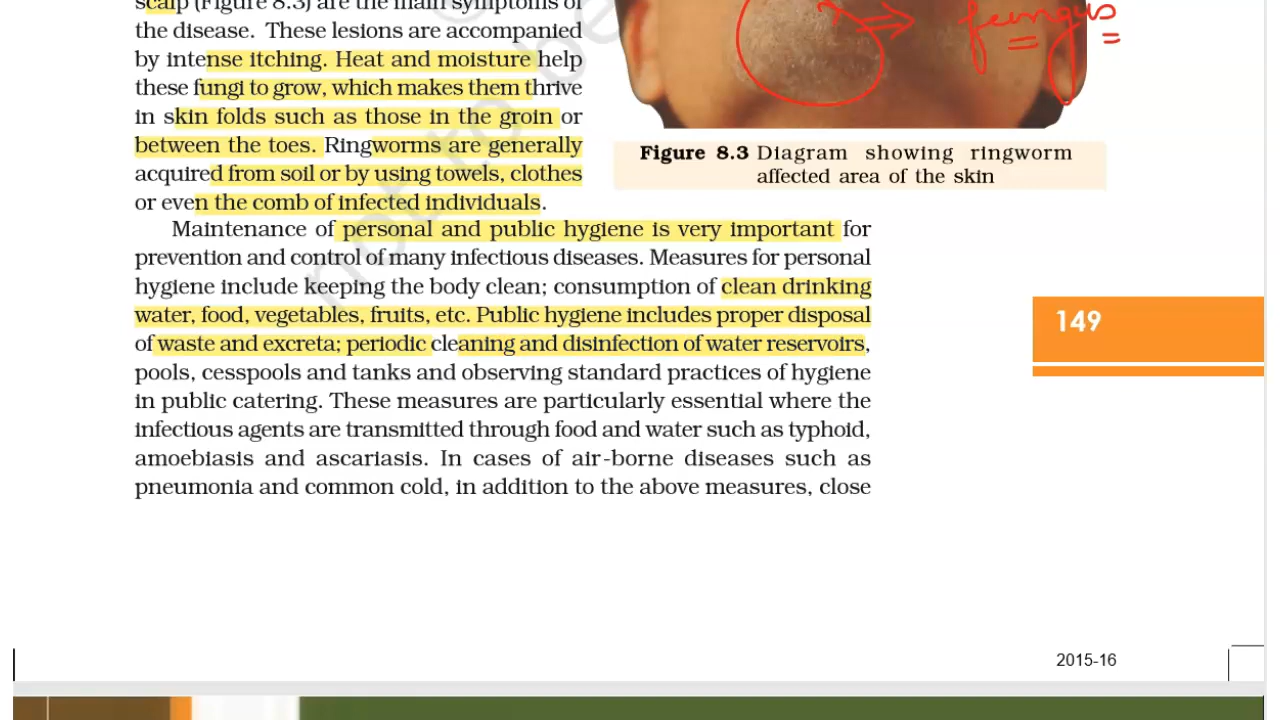 scalp (Figure 8.3) are the main symptoms of
the disease. These lesions are accompanied
by intense itching. Heat and moisture help
these fungi to grow, which makes them thrive
in skin folds such as those in the groin or
between the toes. Ringworms are generally
acquired from soil or by using towels, clothes
or even the comb of infected individuals.
fungus
Figure 8.3 Diagram showing ringworm
affected area of the skin
Maintenance of personal and public hygiene is very important for
prevention and control of many infectious diseases. Measures for personal
hygiene include keeping the body clean; consumption of clean drinking
water, food, vegetables, fruits, etc. Public hygiene includes proper disposal
of waste and excreta; periodic cleaning and disinfection of water reservoirs,
pools, cesspools and tanks and observing standard practices of hygiene
in public catering. These measures are particularly essential where the
infectious agents are transmitted through food and water such as typhoid,
amoebiasis and ascariasis. In cases of air-borne diseases such as
pneumonia and common cold, in addition to the above measures, close
149
2015-16
not to be